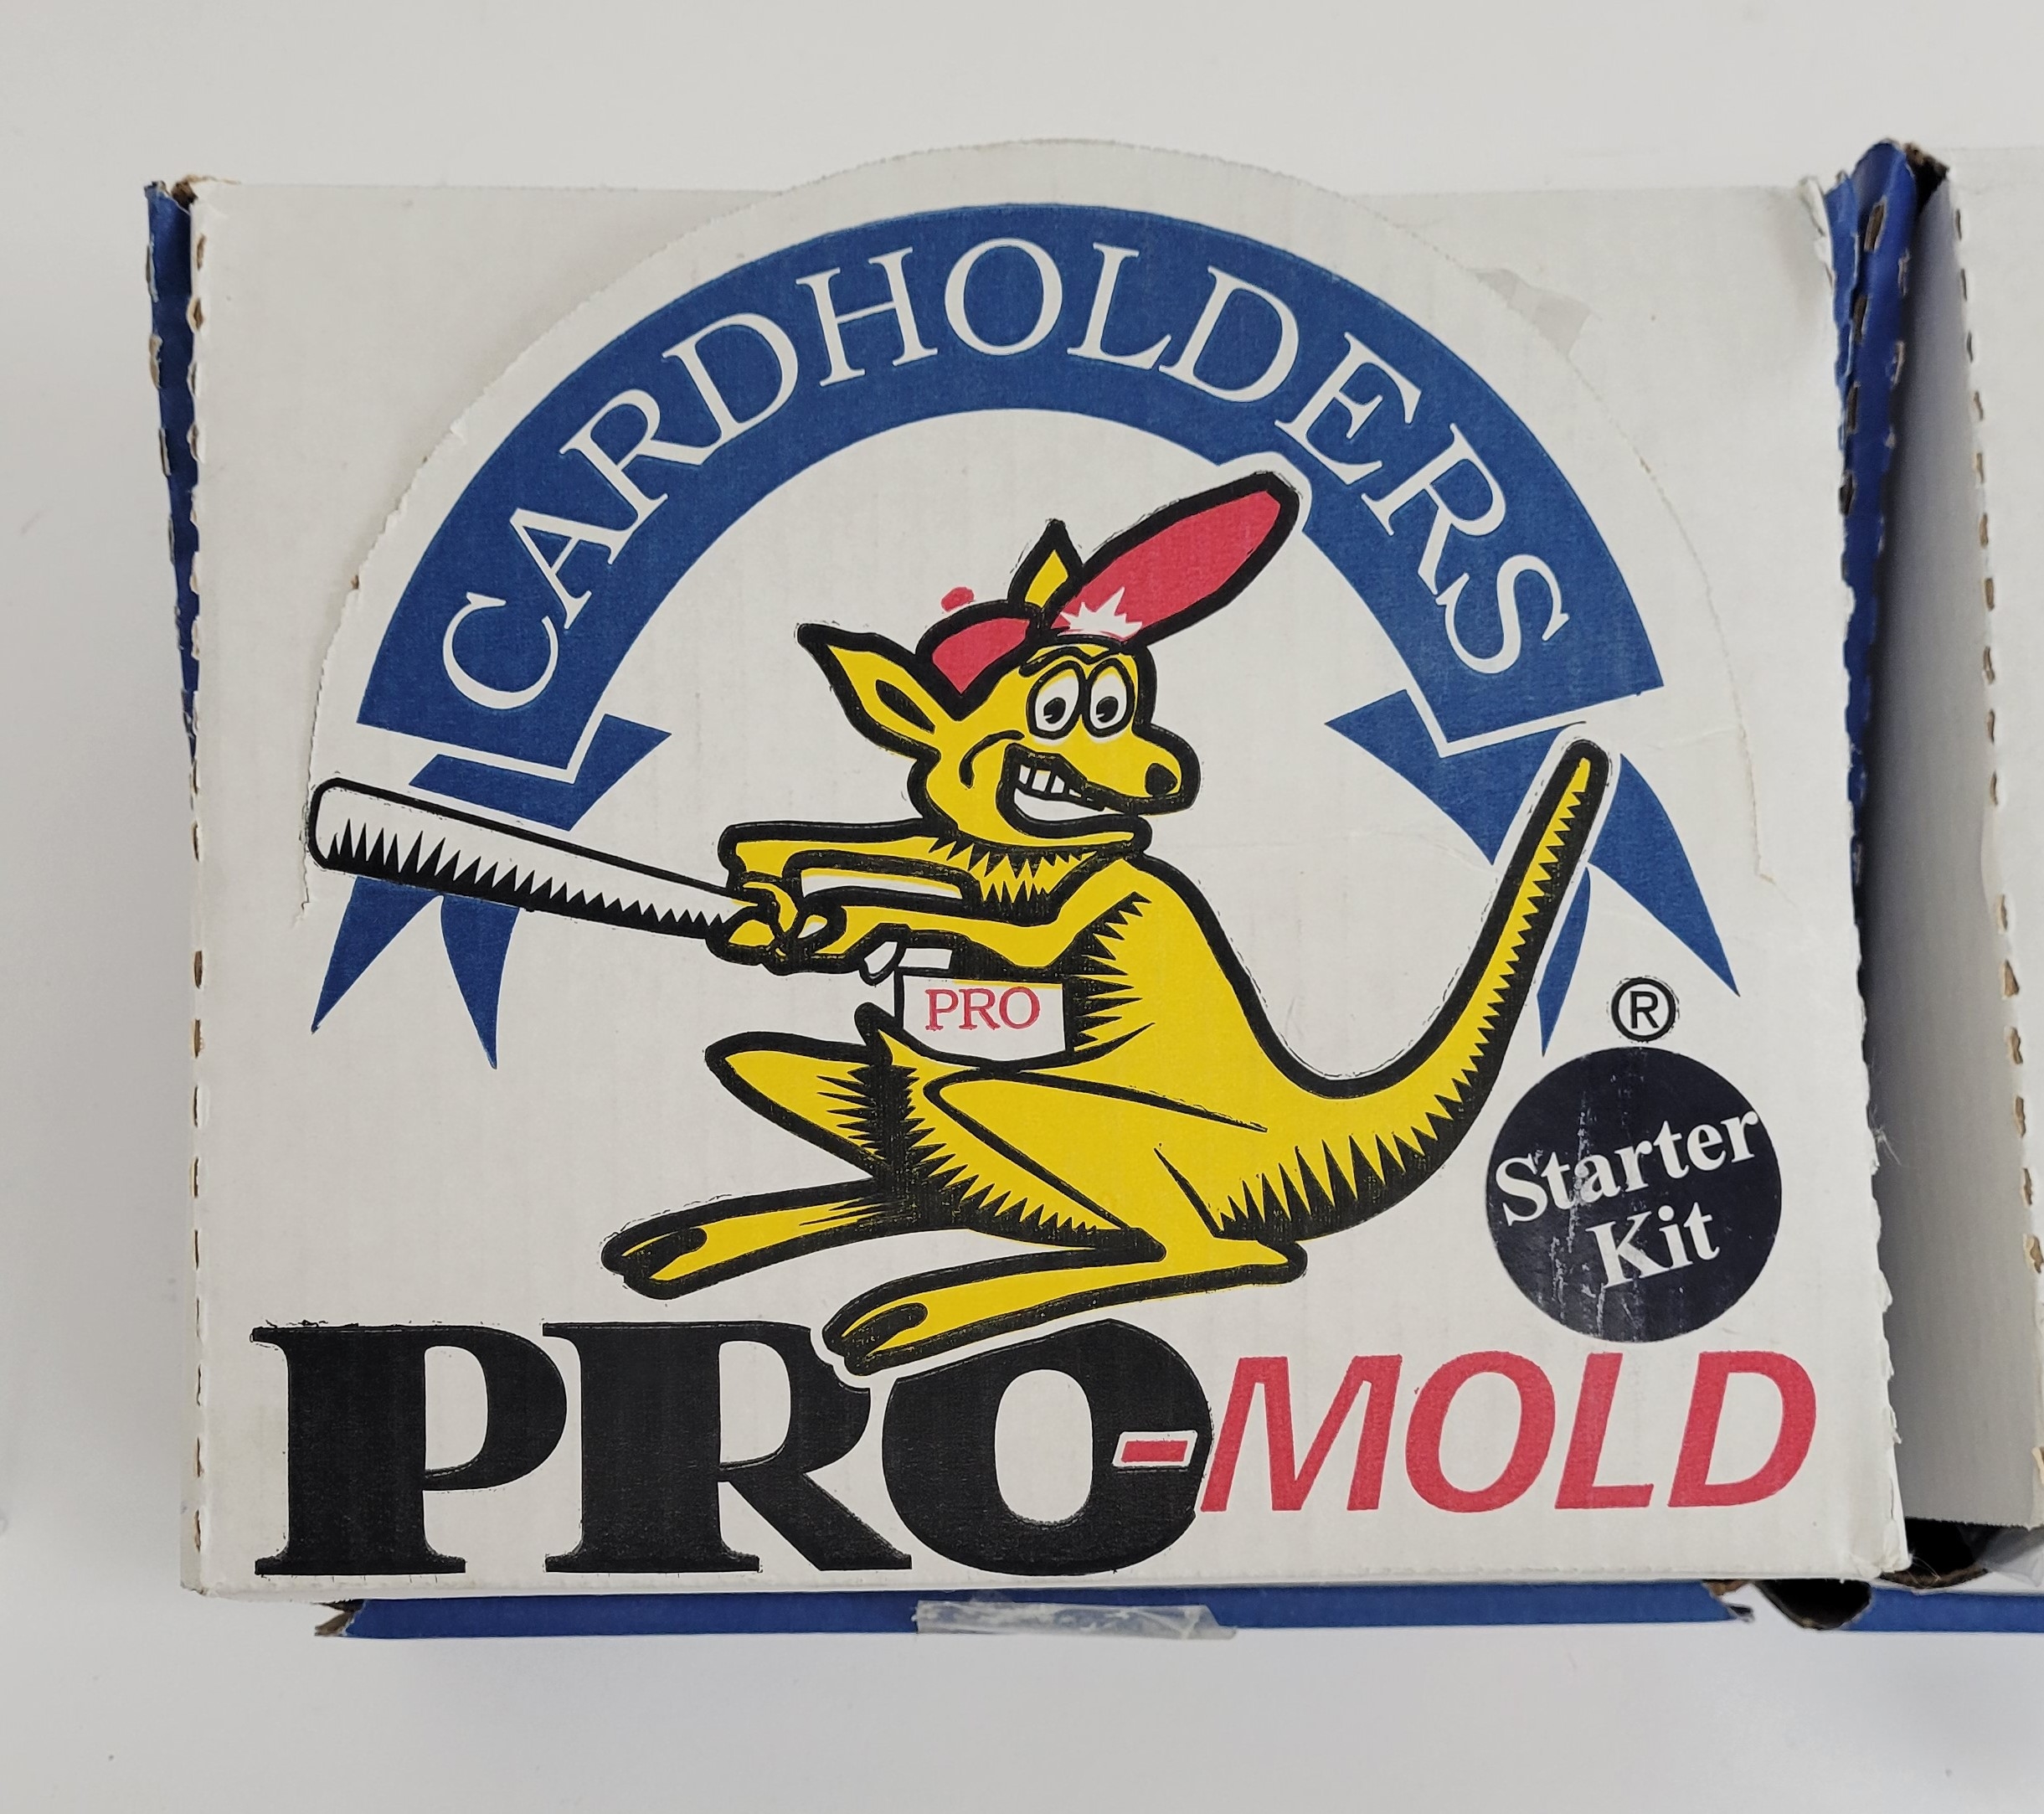 CARDHOLDERS
PRO
®
Starter
Kit
PRO-MOLD